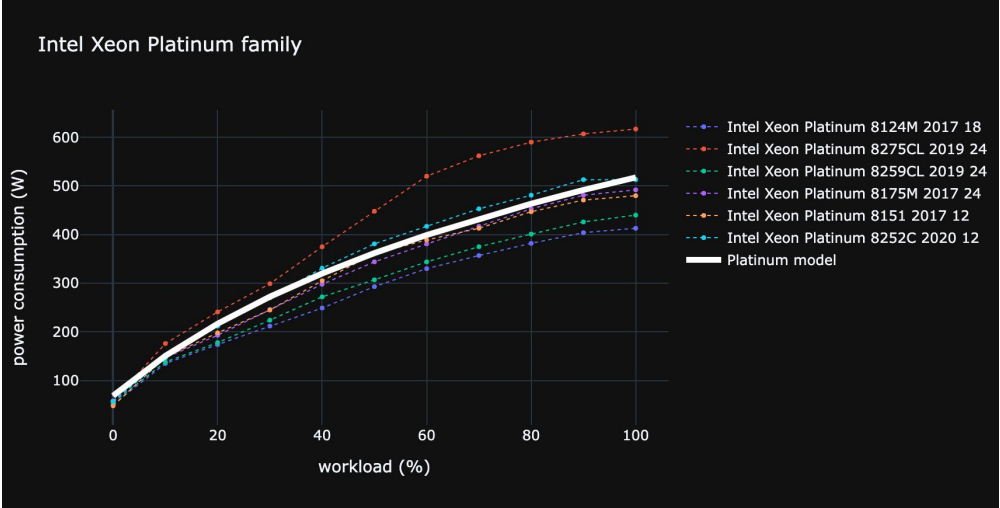 Intel Xeon Platinum family
600
500
400
300
200
100
power consumption (W)
0 20 40 60 80 100
workload (%)
Intel Xeon Platinum 8124M 2017 18
Intel Xeon Platinum 8275CL 2019 24
Intel Xeon Platinum 8259CL 2019 24
Intel Xeon Platinum 8175M 2017 24
Intel Xeon Platinum 8151 2017 12
Intel Xeon Platinum 8252C 2020 12
Platinum model